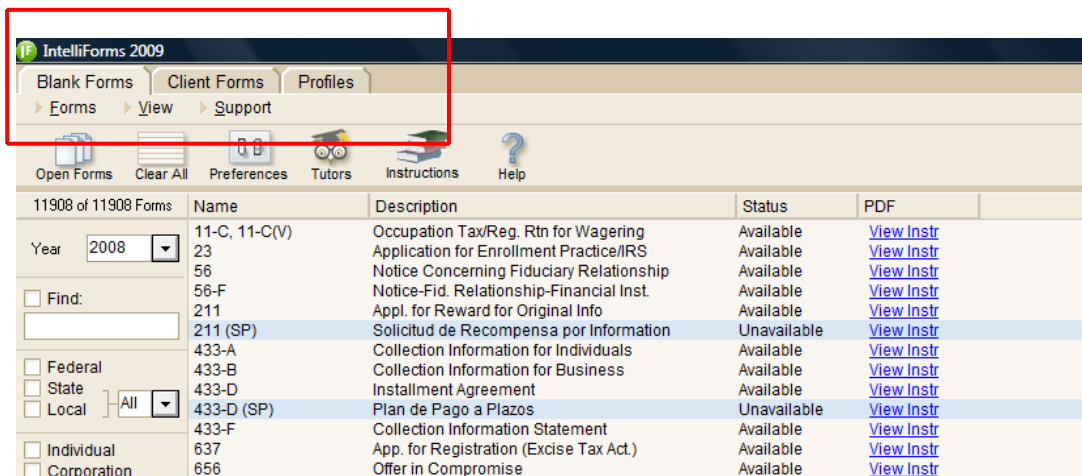 IF IntelliForms 2009
Blank Forms Client Forms Profiles
Forms View Support
Open Forms Clear All Preferences Tutors Instructions Help
11908 of 11908 Forms Name Description Status PDF
11-C, 11-C(V) Occupation Tax/Reg. Rtn for Wagering Available View Instr
Year 2008 23 Application for Enrollment Practice/IRS Available View Instr
56 Notice Concerning Fiduciary Relationship Available View Instr
Find: 56-F Notice-Fid. Relationship-Financial Inst. Available View Instr
211 Appl. for Reward for Original Info Available View Instr
211 (SP) Solicitud de Recompensa por Information Unavailable View Instr
433-A Collection Information for Individuals Available View Instr
Federal 433-B Collection Information for Business Available View Instr
State All 433-D Installment Agreement Available View Instr
Local 433-D (SP) Plan de Pago a Plazos Unavailable View Instr
433-F Collection Information Statement Available View Instr
Individual 637 App. for Registration (Excise Tax Act.) Available View Instr
Corporation 656 Offer in Compromise Available View Instr